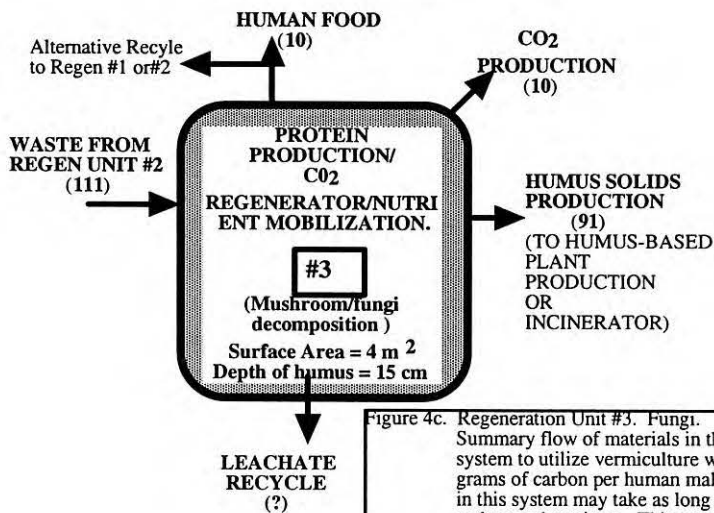 HUMAN FOOD
(10)
Alternative Recyle
to Regen #1 or#2
CO2
PRODUCTION
(10)
WASTE FROM
REGEN UNIT #2
(111)
PROTEIN
PRODUCTION/
C02
REGENERATOR/NUTRI
ENT MOBILIZATION.
#3
(Mushroom/fungi
decomposition )
Surface Area = 4 m 2
Depth of humus = 15 cm
HUMUS SOLIDS
PRODUCTION
(91)
(TO HUMUS-BASED
PLANT
PRODUCTION
OR
INCINERATOR)
LEACHATE
RECYCLE
(?)
Figure 4c. Regeneration Unit #3. Fungi.
Summary flow of materials in
system to utilize vermiculture
grams of carbon per human
in this system may take as long